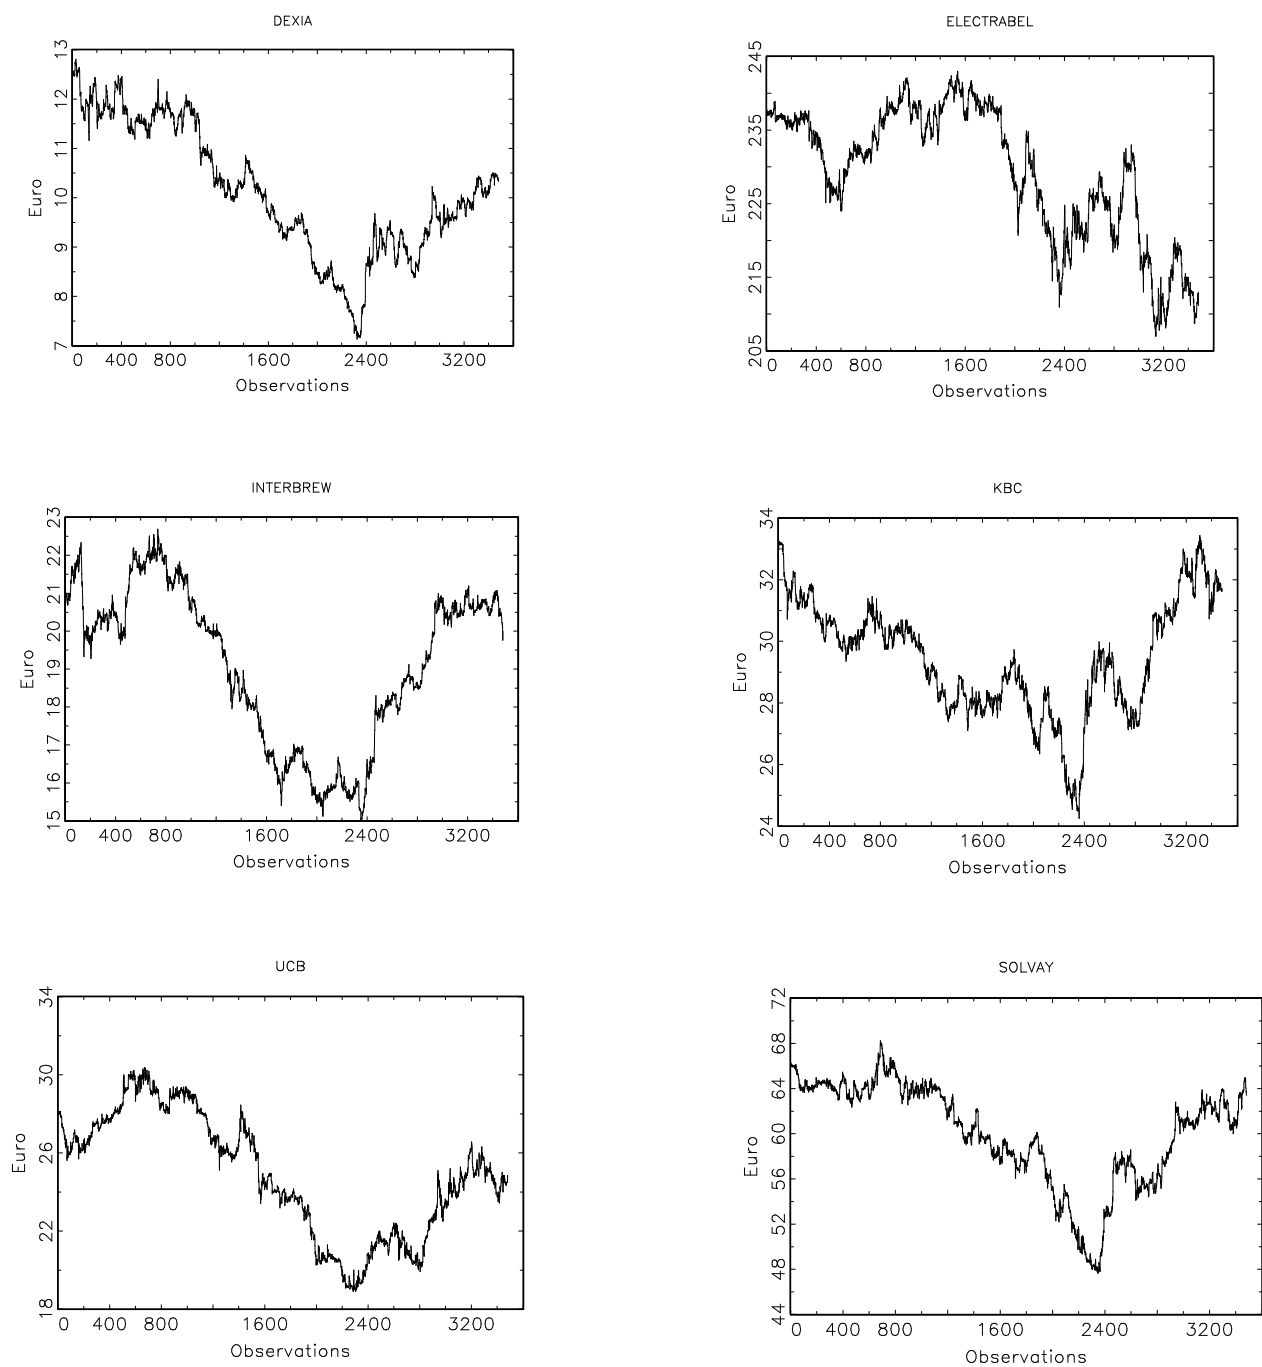 DEXIA
Euro
13
12
11
10
9
8
7
0 400 800 1600 2400 3200
Observations
ELECTRABEL
Euro
245
235
225
215
205
0 400 800 1600 2400 3200
Observations
INTERBREW
Euro
23
22
21
20
19
18
17
16
15
0 400 800 1600 2400 3200
Observations
KBC
Euro
34
32
30
28
26
24
0 400 800 1600 2400 3200
Observations
UCB
Euro
34
30
26
22
18
0 400 800 1600 2400 3200
Observations
SOLVAY
Euro
72
68
64
60
56
52
48
44
0 400 800 1600 2400 3200
Observations